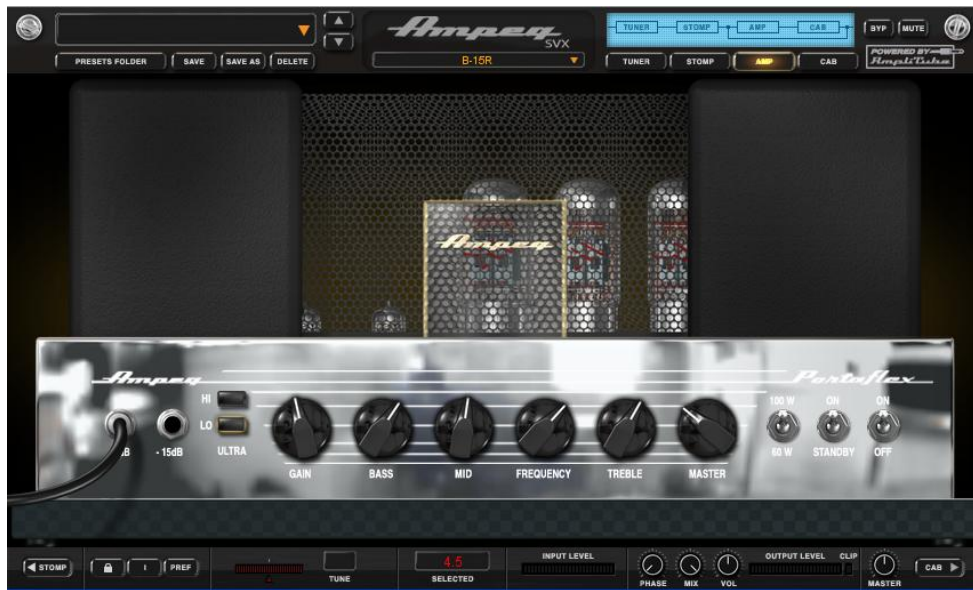 Ampeg
SVX
TUNER STOMP AMP CAB
BYP MUTE
PRESETS FOLDER SAVE SAVE AS DELETE
B-15R
TUNER STOMP AMP CAB
POWERED BY
AmpliTube
Ampeg
Ampeg
Portaflex
HI
LO
ULTRA
- 15dB
GAIN BASS MID FREQUENCY TREBLE MASTER
100 W ON ON
60 W STANDBY OFF
STOMP
I PREF
TUNE
4.5
SELECTED
INPUT LEVEL
PHASE MIX VOL
OUTPUT LEVEL CLIP
MASTER
CAB